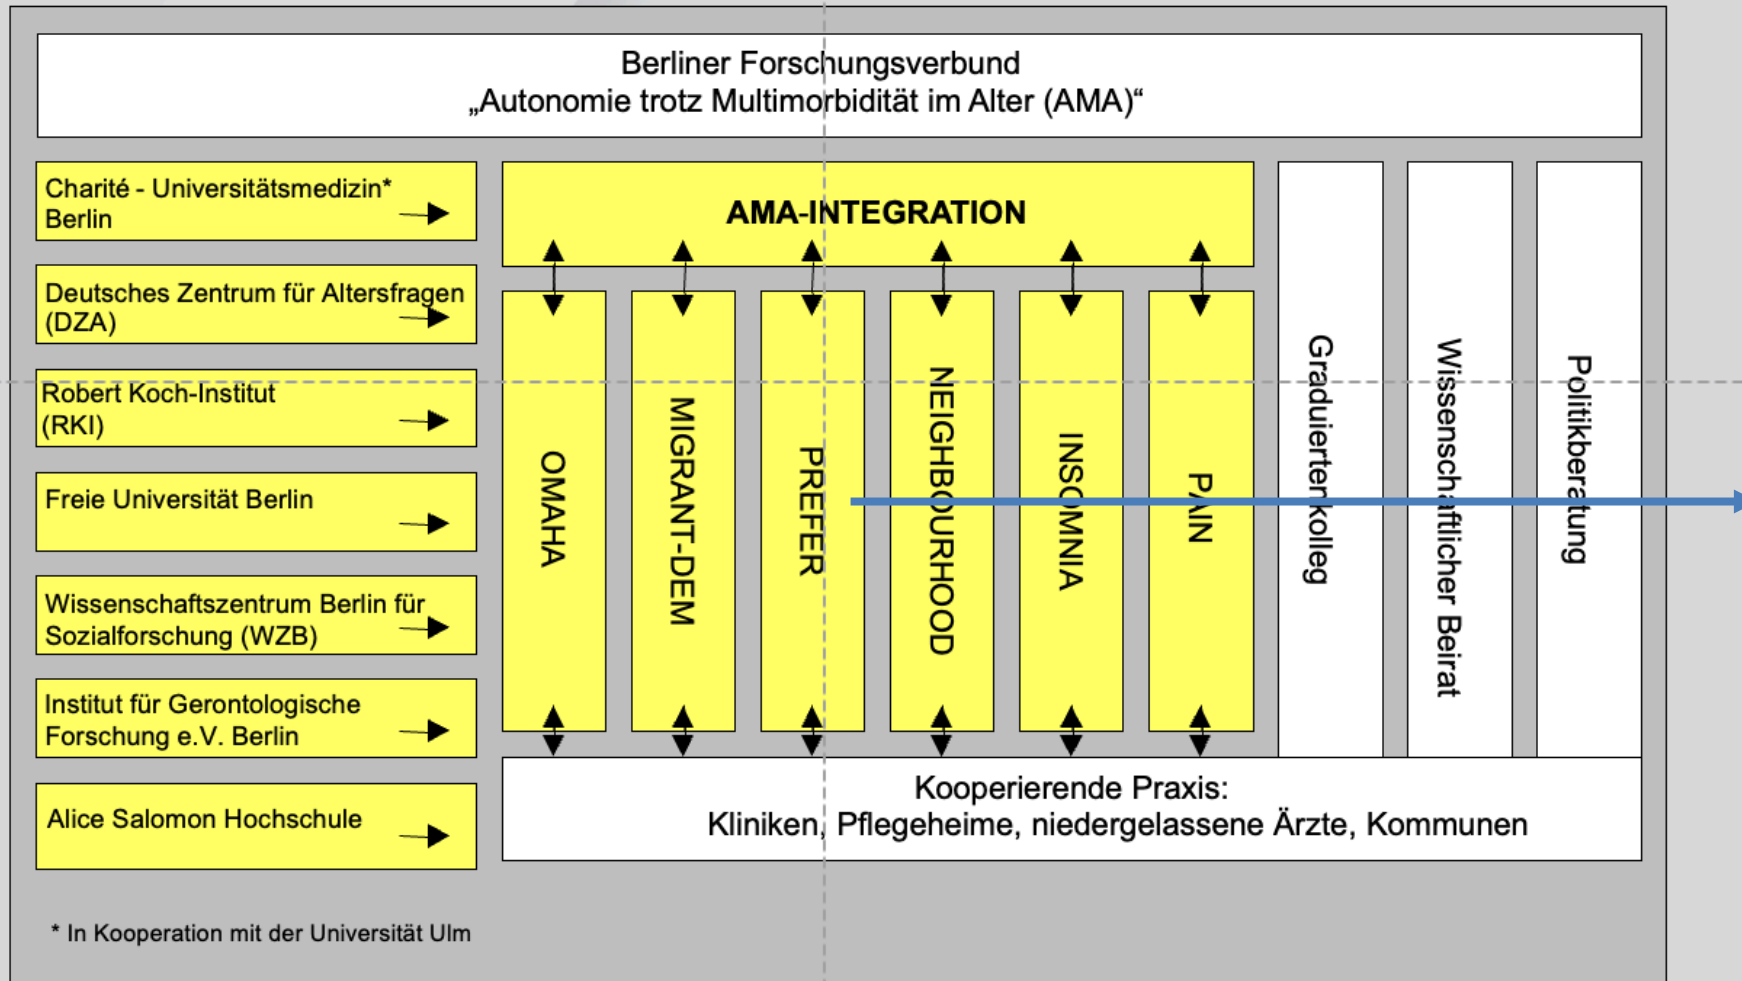 Berliner Forschungsverbund
„Autonomie trotz Multimorbidität im Alter (AMA)“
Charité - Universitätsmedizin*
Berlin
Deutsches Zentrum für Altersfragen
(DZA)
Robert Koch-Institut
(RKI)
Freie Universität Berlin
Wissenschaftszentrum Berlin für
Sozialforschung (WZB)
Institut für Gerontologische
Forschung e.V. Berlin
Alice Salomon Hochschule
AMA-INTEGRATION
OMAHA
MIGRANT-DEM
PREFER
NEIGHBOURHOOD
INSOMNIA
PAIN
Graduiertenkolleg
Wissenschaftlicher Beirat
Politikberatung
Kooperierende Praxis:
Kliniken, Pflegeheime, niedergelassene Ärzte, Kommunen
* In Kooperation mit der Universität Ulm